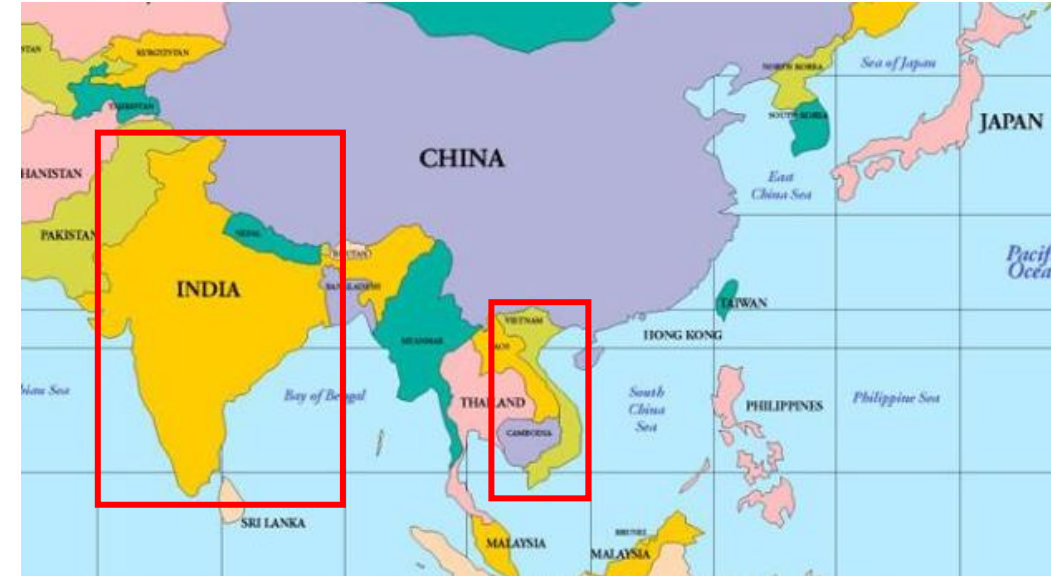 STAN
KYRGYZSTAN
TAJIKISTAN
HANISTAN
PAKISTAN
NEPAL
BHUTAN
INDIA
BANGLADESH
MYANMAR
CHINA
NORTH KOREA
SOUTH KOREA
Sea of Japan
JAPAN
East
China Sea
Pacif
Ocea
TAIWAN
HONG KONG
VIETNAM
LAOS
THAILAND
CAMBODIA
bian Sea
Bay of Bengal
South
China
Sea
PHILIPPINES
Philippine Sea
SRI LANKA
MALAYSIA
BRUNEI
MALAYSIA